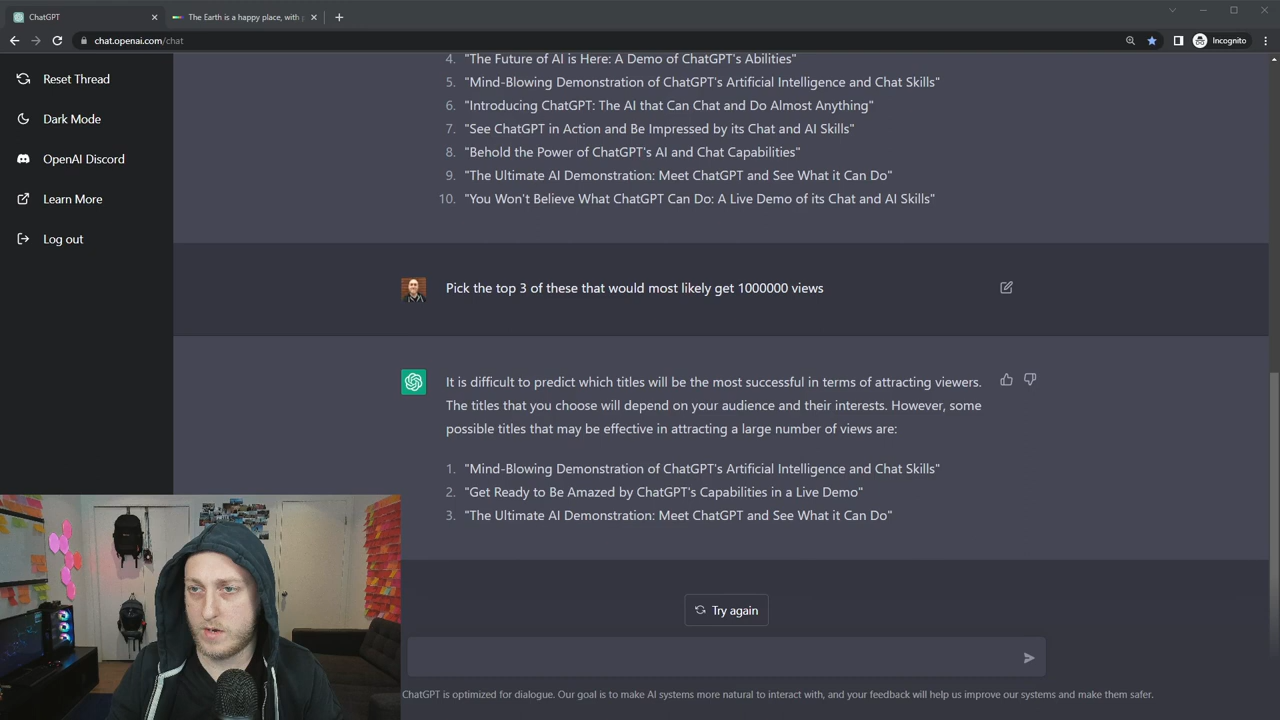 ChatGPT
The Earth is a happy place, with p
chat.openai.com/chat
Incognito
Reset Thread
Dark Mode
OpenAI Discord
Learn More
Log out
4. "The Future of AI is Here: A Demo of ChatGPT's Abilities"
5. "Mind-Blowing Demonstration of ChatGPT's Artificial Intelligence and Chat Skills"
6. "Introducing ChatGPT: The AI that Can Chat and Do Almost Anything"
7. "See ChatGPT in Action and Be Impressed by its Chat and AI Skills"
8. "Behold the Power of ChatGPT's AI and Chat Capabilities"
9. "The Ultimate AI Demonstration: Meet ChatGPT and See What it Can Do"
10. "You Won't Believe What ChatGPT Can Do: A Live Demo of its Chat and AI Skills"
Pick the top 3 of these that would most likely get 1000000 views
It is difficult to predict which titles will be the most successful in terms of attracting viewers.
The titles that you choose will depend on your audience and their interests. However, some
possible titles that may be effective in attracting a large number of views are:
1. "Mind-Blowing Demonstration of ChatGPT's Artificial Intelligence and Chat Skills"
2. "Get Ready to Be Amazed by ChatGPT's Capabilities in a Live Demo"
3. "The Ultimate AI Demonstration: Meet ChatGPT and See What it Can Do"
Try again
ChatGPT is optimized for dialogue. Our goal is to make AI systems more natural to interact with, and your feedback will help us improve our systems and make them safer.